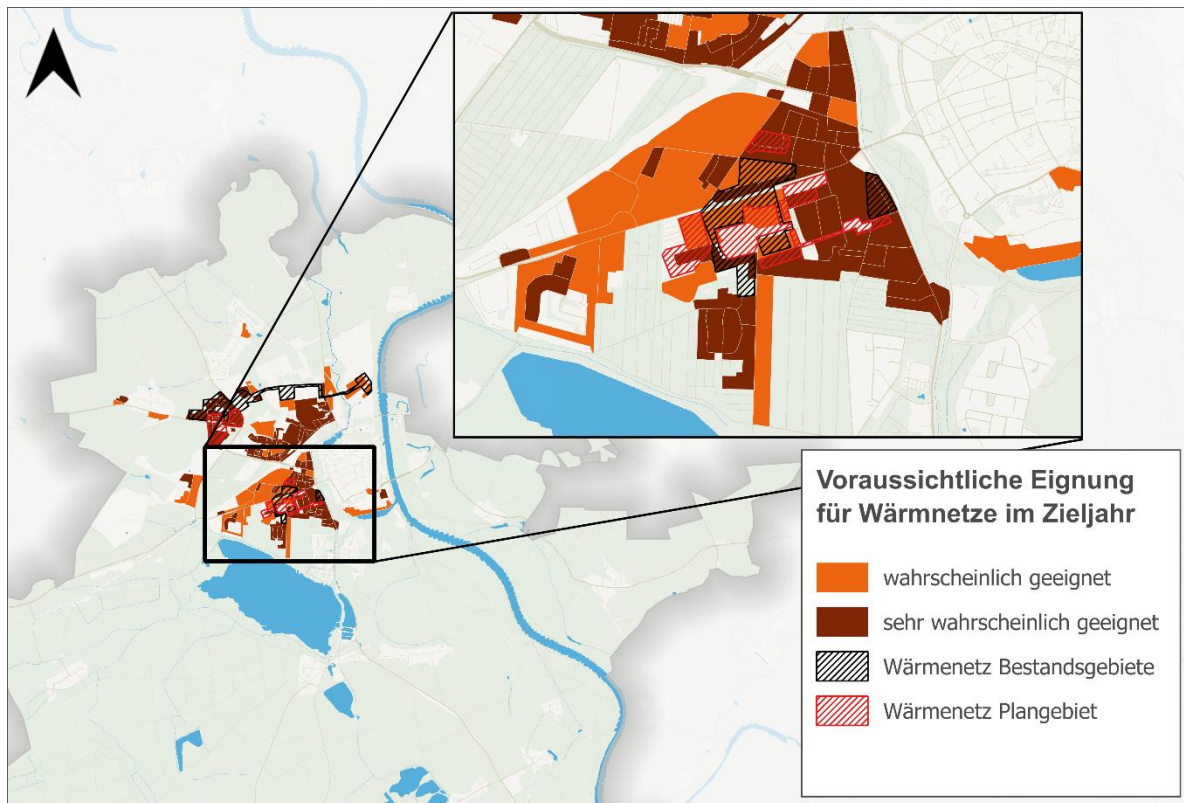 Voraussichtliche Eignung
für Wärmnetze im Zieljahr
wahrscheinlich geeignet
sehr wahrscheinlich geeignet
Wärmenetz Bestandsgebiete
Wärmenetz Plangebiet